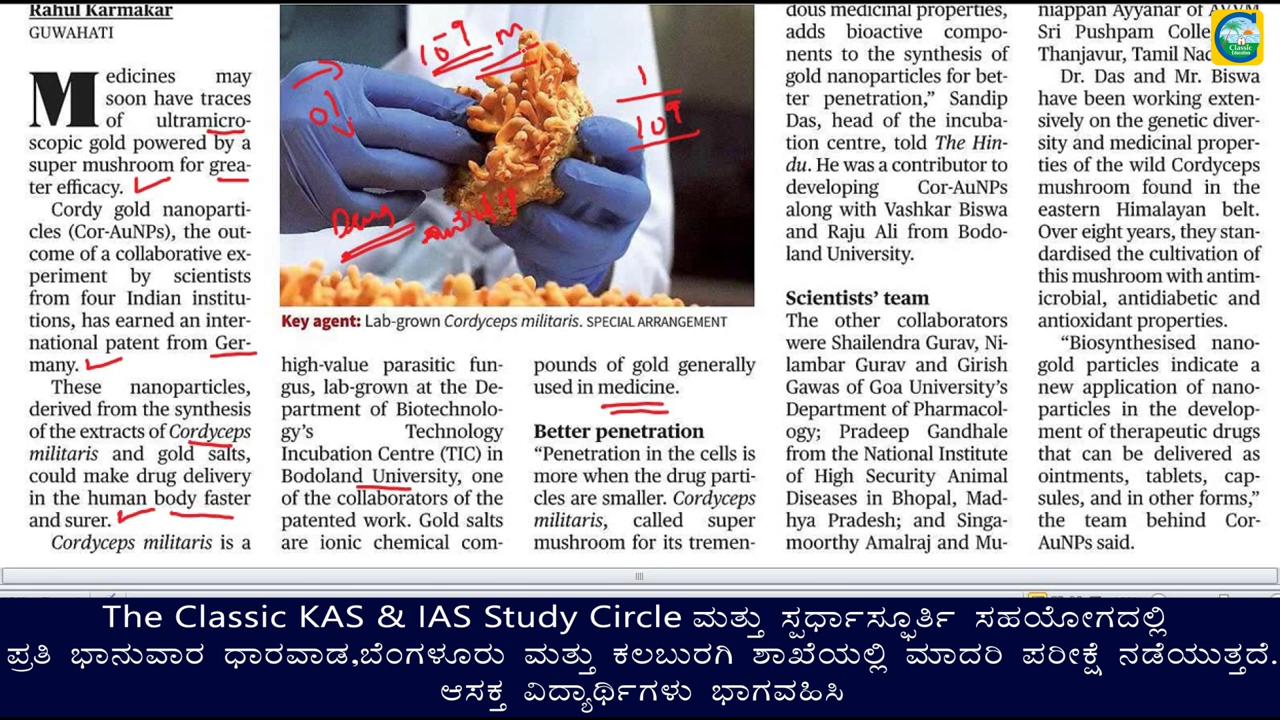 Rahul Karmakar
GUWAHATI
Medicines may
soon have traces
of ultramicro-
scopic gold powered by a
super mushroom for grea-
ter efficacy.
Cordy gold nanoparti-
cles (Cor-AuNPs), the out-
come of a collaborative ex-
periment by scientists
from four Indian institu-
tions, has earned an inter-
national patent from Ger-
many.
These nanoparticles,
derived from the synthesis
of the extracts of Cordyceps
militaris and gold salts,
could make drug delivery
in the human body faster
and surer.
Cordyceps militaris is a
10-9 m
1
109
01
Drug
Key agent: Lab-grown Cordyceps militaris. SPECIAL ARRANGEMENT
high-value parasitic fun-
gus, lab-grown at the De-
partment of Biotechnolo-
gy's Technology
Incubation Centre (TIC) in
Bodoland University, one
of the collaborators of the
patented work. Gold salts
are ionic chemical com-
pounds of gold generally
used in medicine.
Better penetration
"Penetration in the cells is
more when the drug parti-
cles are smaller. Cordyceps
militaris, called super
mushroom for its tremen-
dous medicinal properties,
adds bioactive compo-
nents to the synthesis of
gold nanoparticles for bet-
ter penetration," Sandip
Das, head of the incuba-
tion centre, told The Hin-
du. He was a contributor to
developing Cor-AuNPs
along with Vashkar Biswa
and Raju Ali from Bodo-
land University.
Scientists' team
The other collaborators
were Shailendra Gurav, Ni-
lambar Gurav and Girish
Gawas of Goa University's
Department of Pharmacol-
ogy; Pradeep Gandhale
from the National Institute
of High Security Animal
Diseases in Bhopal, Mad-
hya Pradesh; and Singa-
moorthy Amalraj and Mu-
niappan Ayyanar of AVVM
Sri Pushpam Colle
Thanjavur, Tamil Nad
Dr. Das and Mr. Biswa
have been working exten-
sively on the genetic diver-
sity and medicinal proper-
ties of the wild Cordyceps
mushroom found in the
eastern Himalayan belt.
Over eight years, they stan-
dardised the cultivation of
this mushroom with antim-
icrobial, antidiabetic and
antioxidant properties.
"Biosynthesised nano-
gold particles indicate a
new application of nano-
particles in the develop-
ment of therapeutic drugs
that can be delivered as
ointments, tablets, cap-
sules, and in other forms,"
the team behind Cor-
AuNPs said.
Classic
Education
The Classic KAS & IAS Study Circle ಮತ್ತು ಸ್ಪರ್ಧಾಸ್ಫೂರ್ತಿ ಸಹಯೋಗದಲ್ಲಿ
ಪ್ರತಿ ಭಾನುವಾರ ಧಾರವಾಡ,ಬೆಂಗಳೂರು ಮತ್ತು ಕಲಬುರಗಿ ಶಾಖೆಯಲ್ಲಿ ಮಾದರಿ ಪರೀಕ್ಷೆ ನಡೆಯುತ್ತದೆ.
ಆಸಕ್ತ ವಿದ್ಯಾರ್ಥಿಗಳು ಭಾಗವಹಿಸಿ